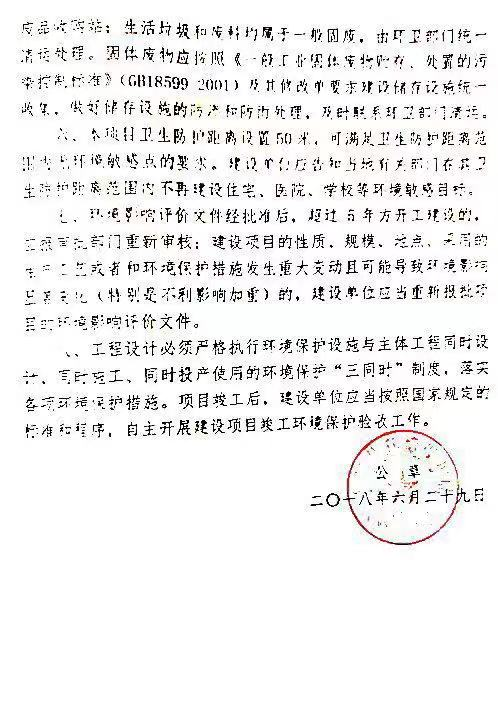 废品收购站；生活垃圾和废料均属于一般固废，由环卫部门统一
清运处理。固体废物应按照《一般工业固体废物贮存、处置的污
染控制标准》（GB18599-2001）及其修改单要求建设储存设施统一
收集，做好储存设施的防渗和防雨处理，及时联系环卫部门清运。
六、本项目卫生防护距离设置50米，可满足卫生防护距离范
围内无环境敏感点的要求。建设单位应告知当地有关部门在其卫
生防护距离范围内不再建设住宅、医院、学校等环境敏感目标。
七、环境影响评价文件经批准后，超过5年方开工建设的，
应报审批部门重新审核；建设项目的性质、规模、地点、采用的
生产工艺或者和环境保护措施发生重大变动且可能导致环境影响
显著变化（特别是不利影响加重）的，建设单位应当重新报批项
目的环境影响评价文件。
八、工程设计必须严格执行环境保护设施与主体工程同时设
计、同时施工、同时投产使用的环境保护“三同时”制度，落实
各项环境保护措施。项目竣工后，建设单位应当按照国家规定的
标准和程序，自主开展建设项目竣工环境保护验收工作。
公 章
二〇一八年六月二十九日